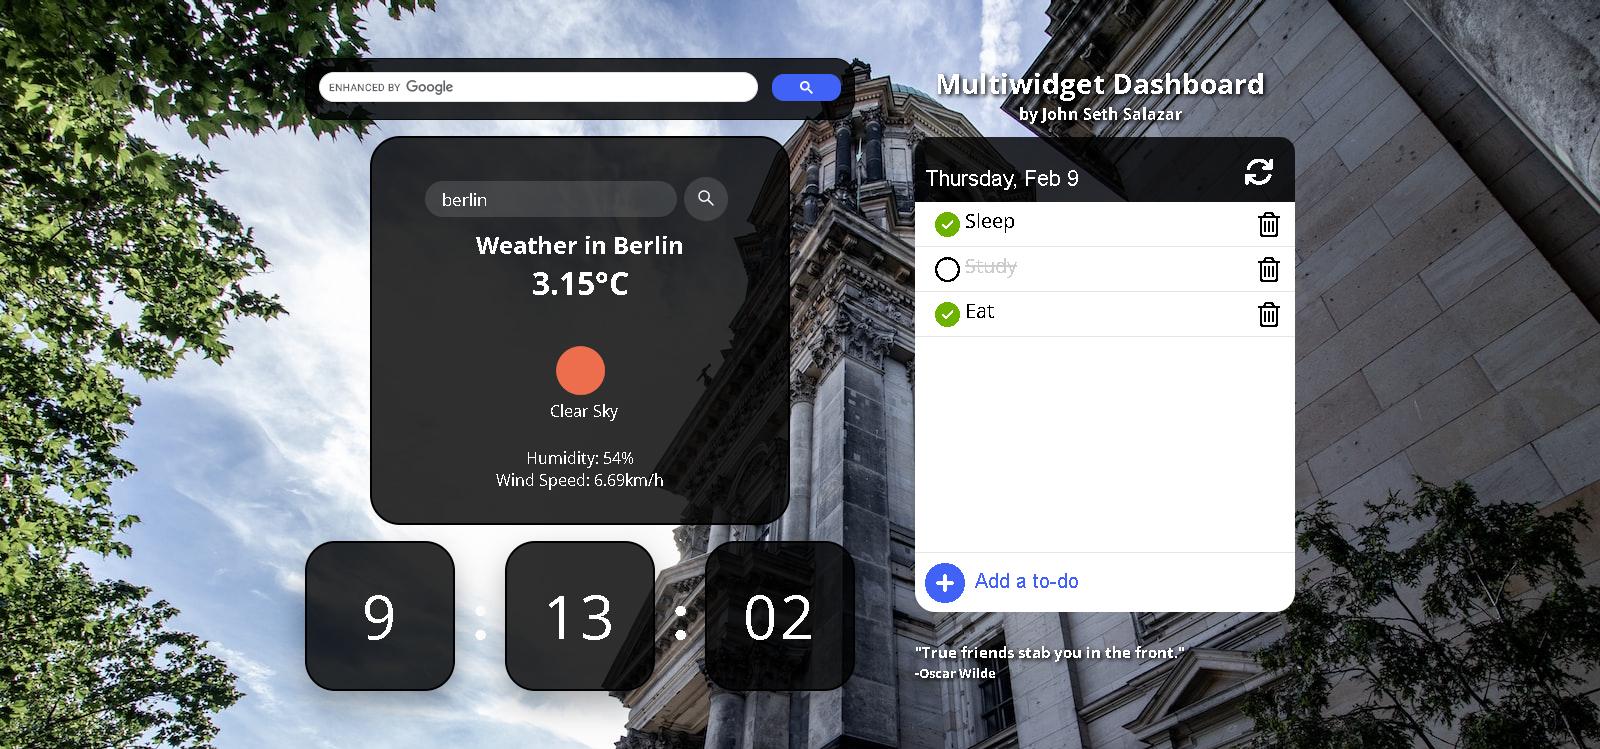 ENHANCED BY Google
berlin
Weather in Berlin
3.15°C
Clear Sky
Humidity: 54%
Wind Speed: 6.69km/h
9 : 13 : 02
Multiwidget Dashboard
by John Seth Salazar
Thursday, Feb 9
Sleep
Study
Eat
Add a to-do
"True friends stab you in the front."
-Oscar Wilde